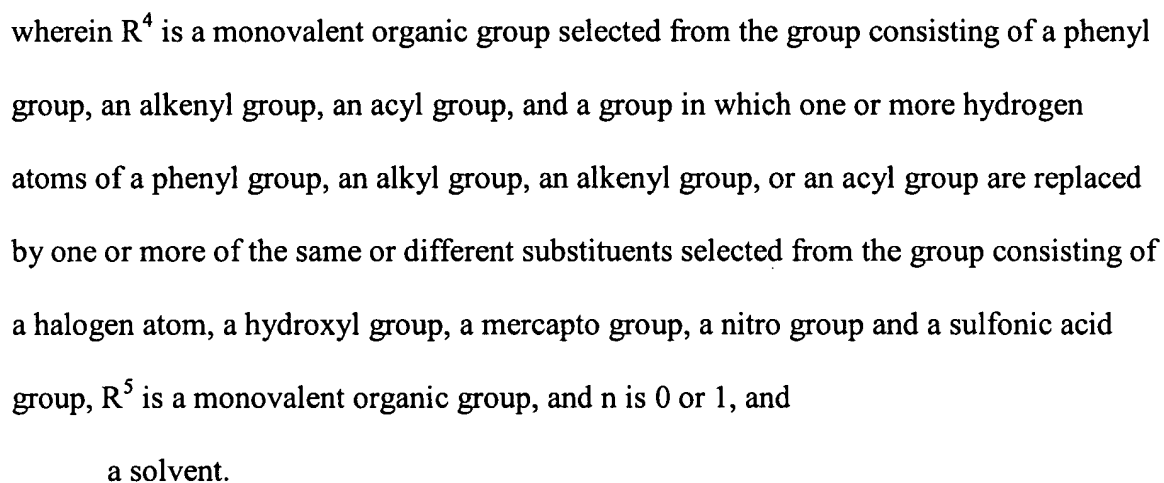 wherein R⁴ is a monovalent organic group selected from the group consisting of a phenyl
group, an alkenyl group, an acyl group, and a group in which one or more hydrogen
atoms of a phenyl group, an alkyl group, an alkenyl group, or an acyl group are replaced
by one or more of the same or different substituents selected from the group consisting of
a halogen atom, a hydroxyl group, a mercapto group, a nitro group and a sulfonic acid
group, R⁵ is a monovalent organic group, and n is 0 or 1, and
a solvent.